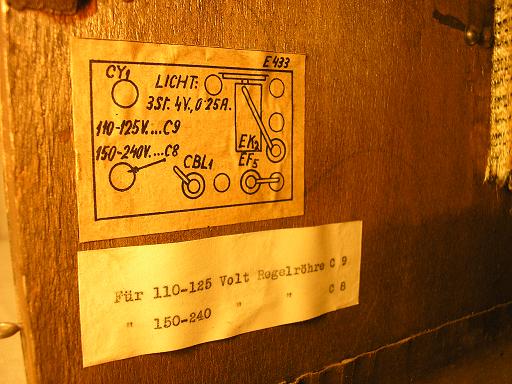 E433
CY1
LICHT:
3St. 4V., 0.25A.
110-125V....C9
150-240V....C8
CBL1
EK2
EF5
Für 110-125 Volt Regelröhre C 9
" 150-240 " " C 8